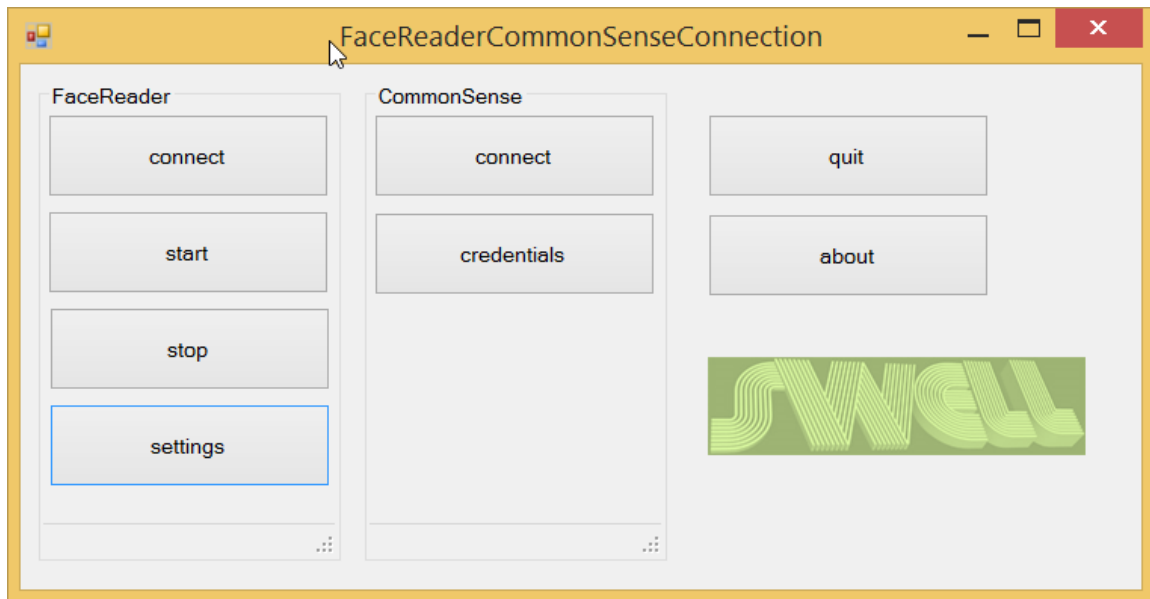 FaceReaderCommonSenseConnection
FaceReader
connect
start
stop
settings
CommonSense
connect
credentials
quit
about
SWELL